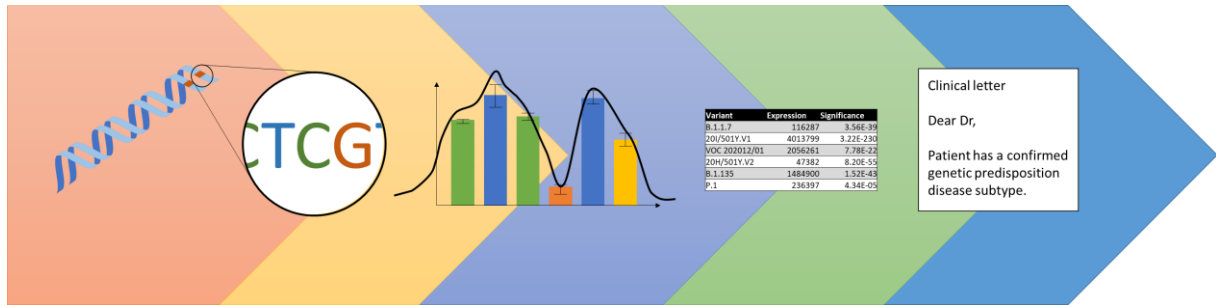 CTCGT
Variant Expression Significance
B.1.1.7 116287 3.56E-39
20I/501Y.V1 4013799 3.22E-230
VOC 202012/01 2056261 7.78E-22
20H/501Y.V2 47382 8.20E-55
B.1.135 1484900 1.52E-43
P.1 236397 4.34E-05
Clinical letter
Dear Dr,
Patient has a confirmed
genetic predisposition
disease subtype.